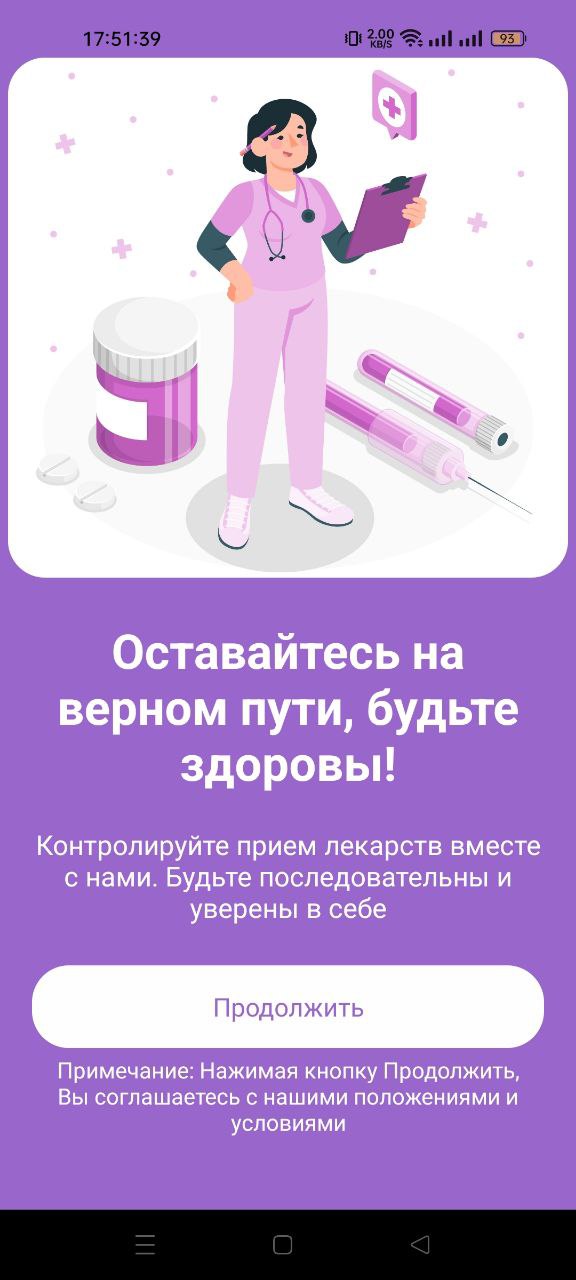 17:51:39 2.00 KB/S 93
Оставайтесь на
верном пути, будьте
здоровы!
Контролируйте прием лекарств вместе
с нами. Будьте последовательны и
уверены в себе
Продолжить
Примечание: Нажимая кнопку Продолжить,
Вы соглашаетесь с нашими положениями и
условиями